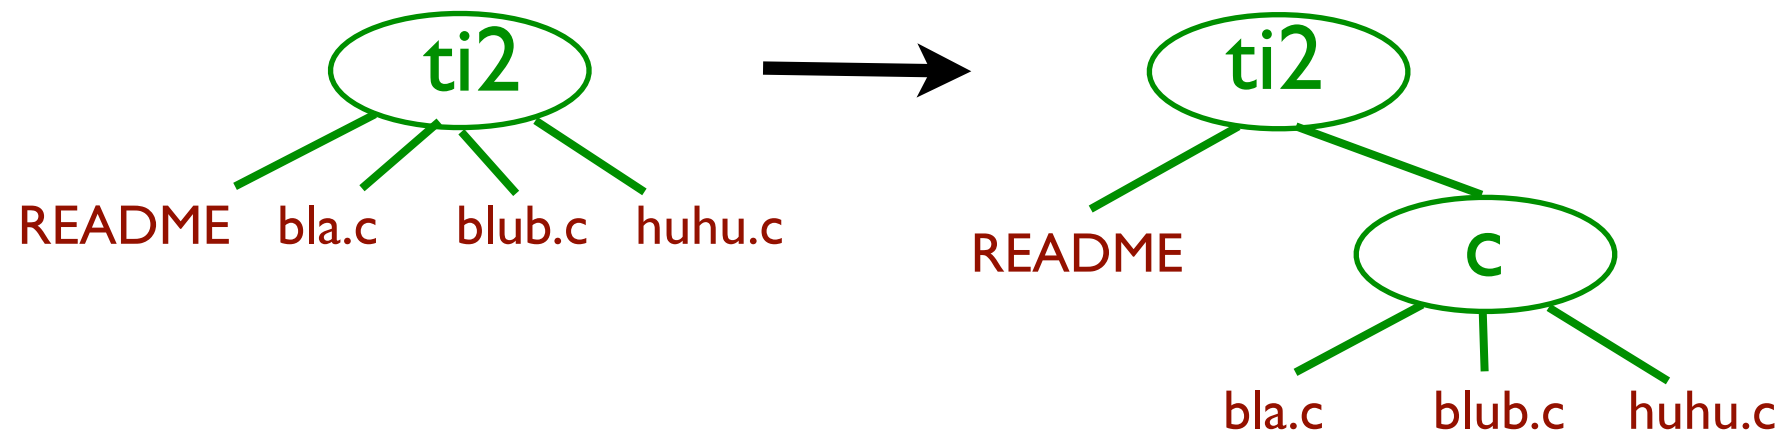 ti2
README bla.c blub.c huhu.c
ti2
README
c
bla.c blub.c huhu.c